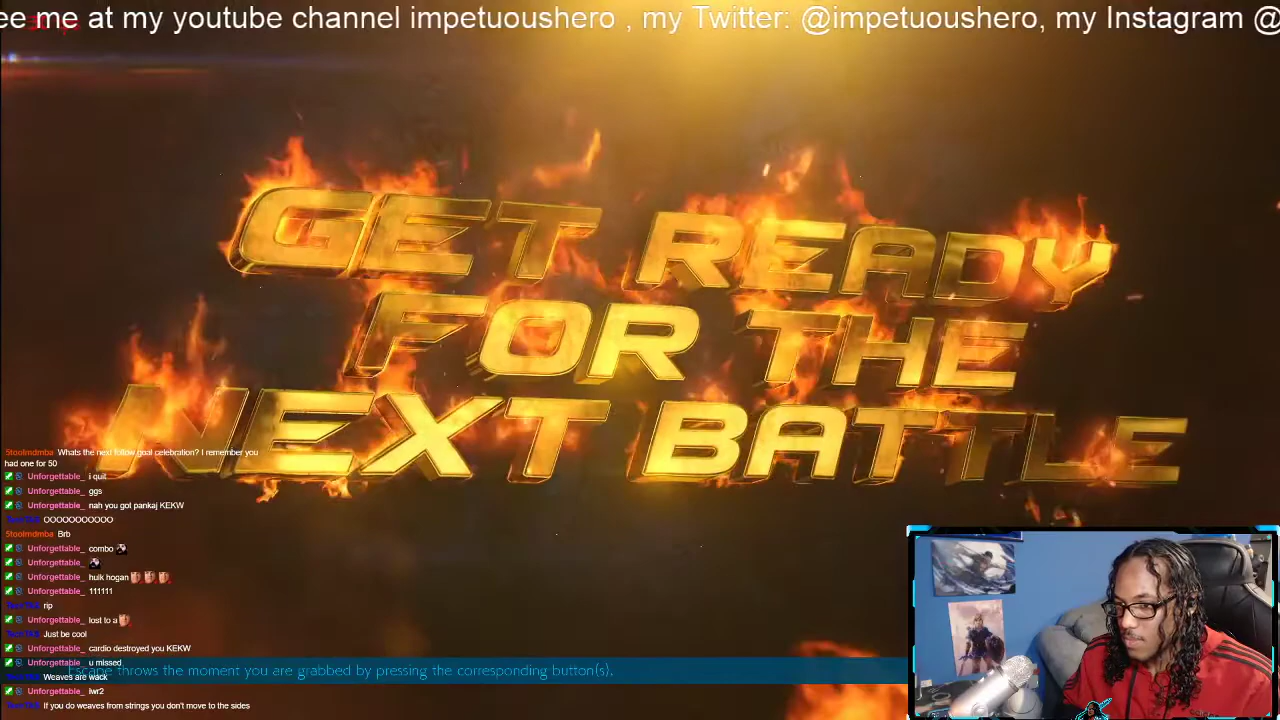 ee me at my youtube channel impetuoushero , my Twitter: @impetuoushero, my Instagram @
GET READY
FOR THE
NEXT BATTLE
5toolmdmba Whats the next follow goal celebration? I remember you
had one for 50
Unforgettable_ i quit
Unforgettable_ ggs
Unforgettable_ nah you got pankaj KEKW
OOOOOOOOOOO
5toolmdmba Brb
Unforgettable_ combo
Unforgettable_
Unforgettable_ hulk hogan
Unforgettable_ 111111
rip
Unforgettable_ lost to a
Just be cool
Unforgettable_ cardio destroyed you KEKW
Unforgettable_ u missed
Escape throws the moment you are grabbed by pressing the corresponding button(s).
Weaves are wack
Unforgettable_ lwr2
If you do weaves from strings you don't move to the sides